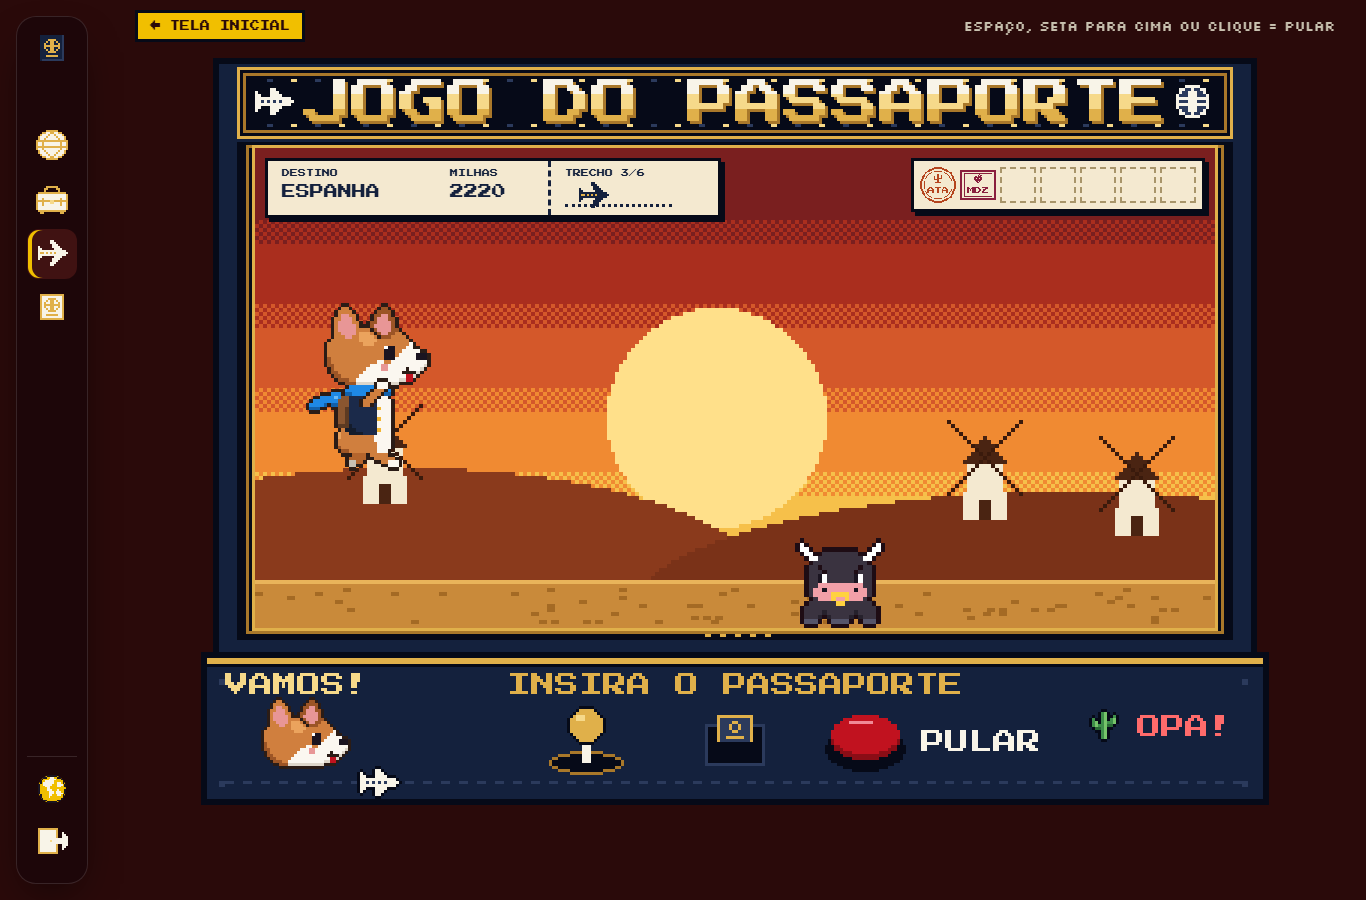 TELA INICIAL
ESPAÇO, SETA PARA CIMA OU CLIQUE = PULAR
JOGO DO PASSAPORTE
DESTINO MILHAS TRECHO 3/6
ESPANHA 2220
ATA MDZ
VAMOS! INSIRA O PASSAPORTE
PULAR OPA!